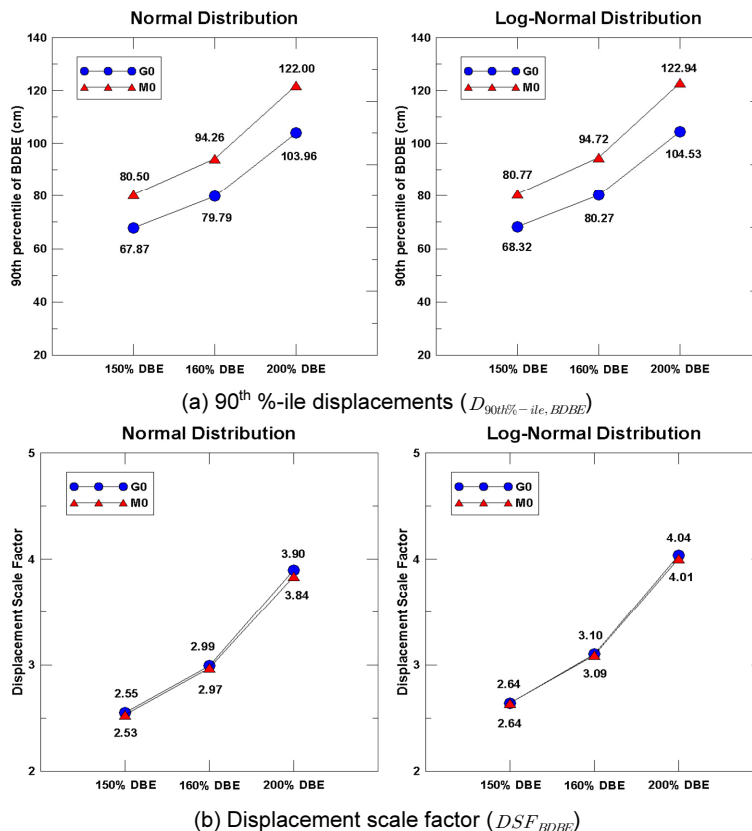 Normal Distribution
140
120
100
80
60
40
20
90th percentile of BDBE (cm)
G0
M0
122.00
94.26
80.50
103.96
79.79
67.87
150% DBE 160% DBE 200% DBE
Log-Normal Distribution
140
120
100
80
60
40
20
90th percentile of BDBE (cm)
G0
M0
122.94
94.72
80.77
104.53
80.27
68.32
150% DBE 160% DBE 200% DBE
(a) 90th %-ile displacements (D90th%-ile,BDBE)
Normal Distribution
5
4
3
2
Displacement Scale Factor
G0
M0
3.90
3.84
2.99
2.97
2.55
2.53
150% DBE 160% DBE 200% DBE
Log-Normal Distribution
5
4
3
2
Displacement Scale Factor
G0
M0
4.04
4.01
3.10
3.09
2.64
2.64
150% DBE 160% DBE 200% DBE
(b) Displacement scale factor (DSFBDBE)